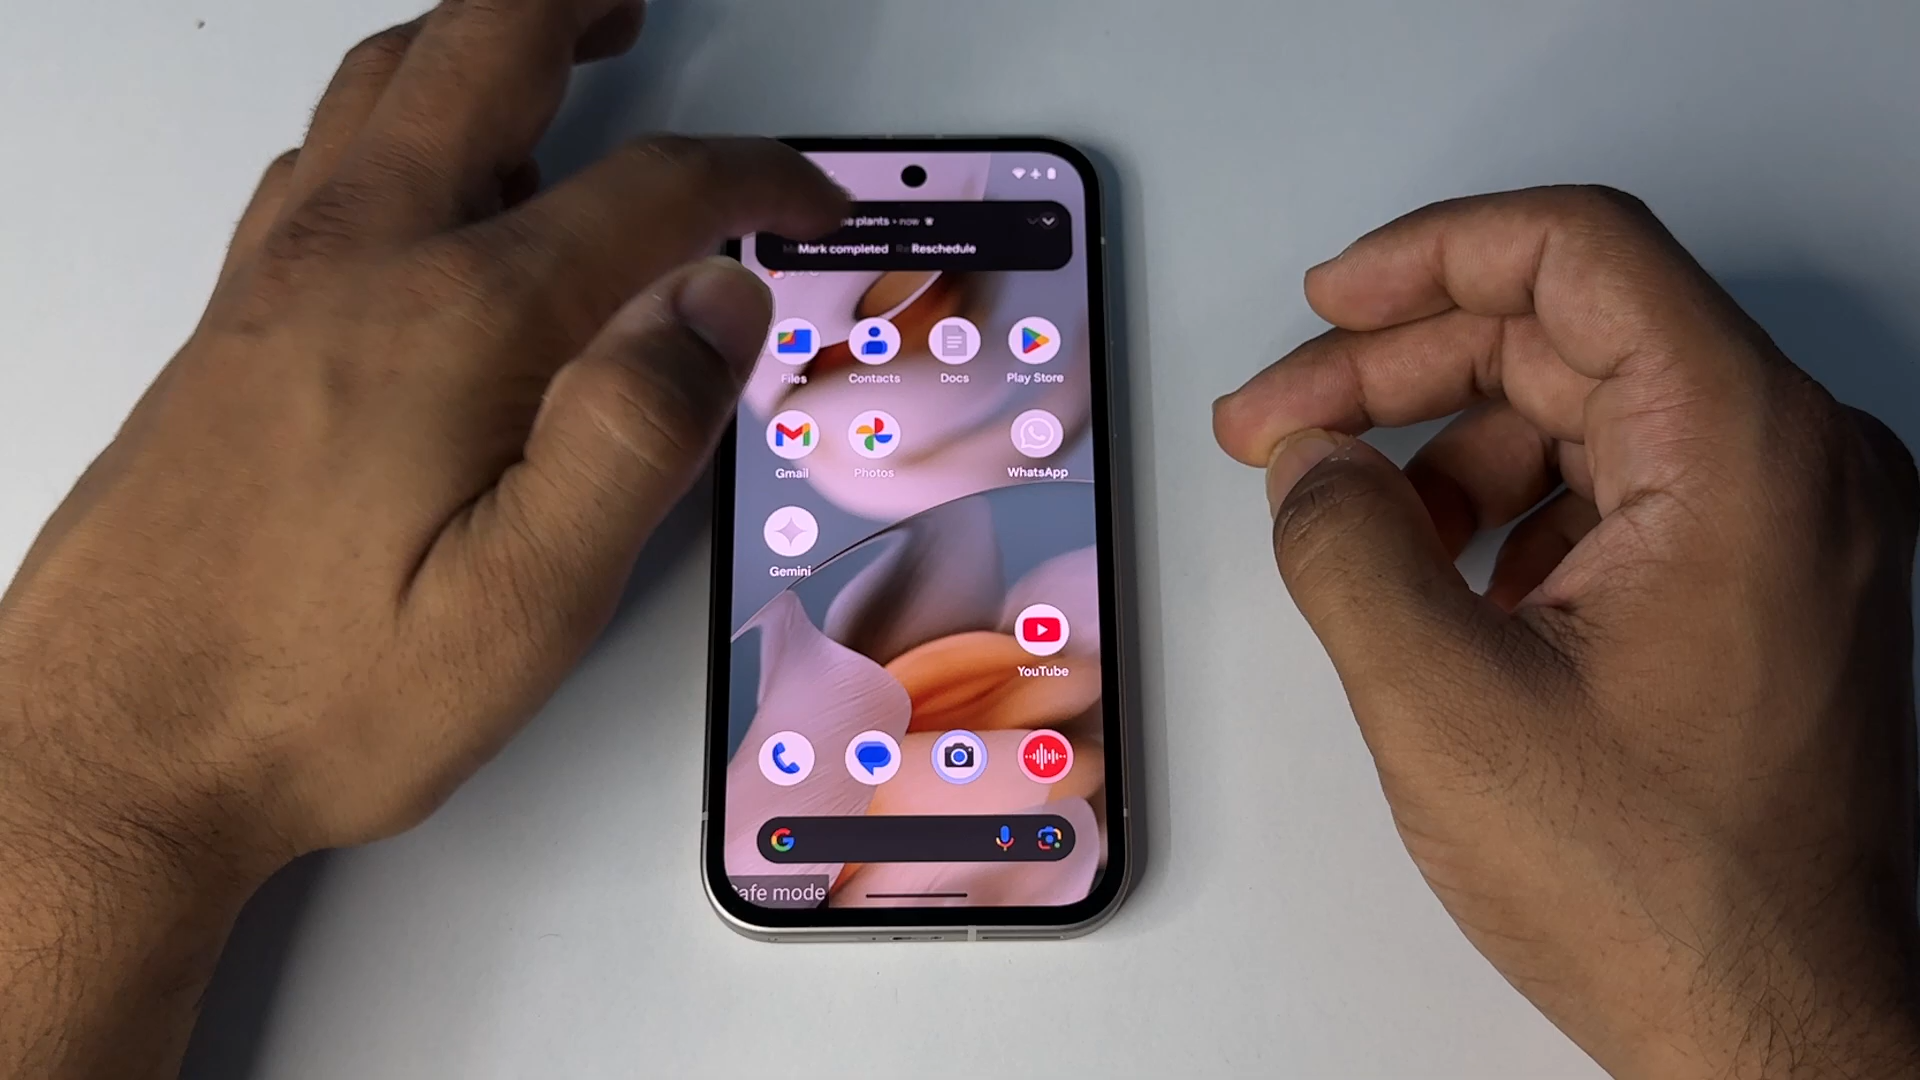 plants • now
Mark completed Reschedule
Files Contacts Docs Play Store
Gmail Photos WhatsApp
Gemini
YouTube
afe mode